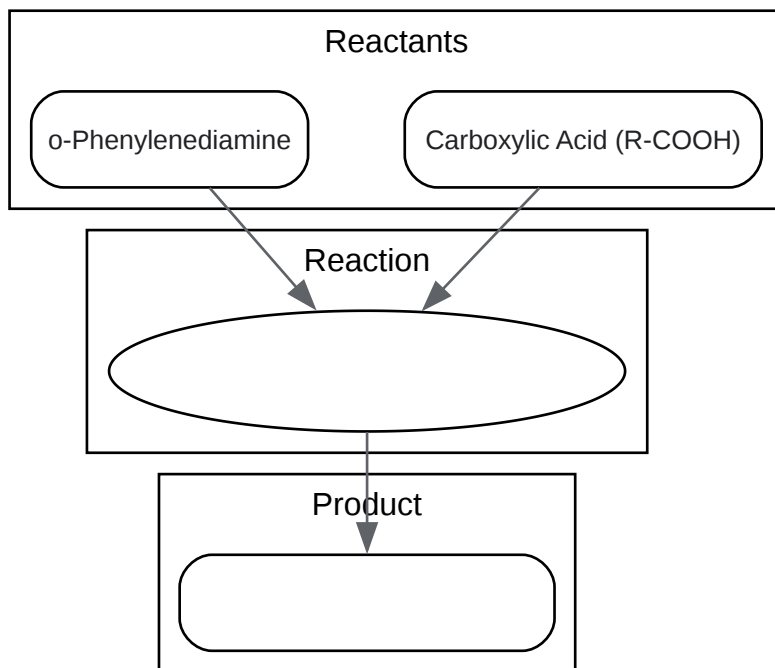 Reactants
o-Phenylenediamine
Carboxylic Acid (R-COOH)
Reaction
Product